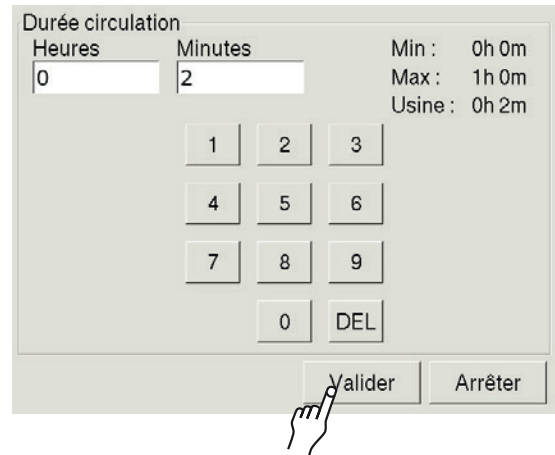 Durée circulation
Heures Minutes Min : 0h 0m
0 2 Max : 1h 0m
Usine : 0h 2m
1 2 3
4 5 6
7 8 9
0 DEL
Valider Arrêter